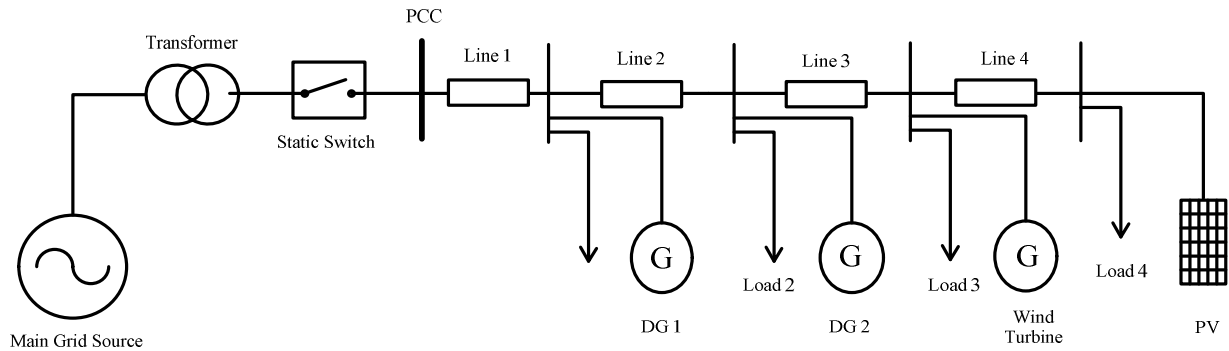 PCC
Transformer
Line 1
Line 2
Line 3
Line 4
Static Switch
G
G
G
Load 2
Load 3
Load 4
Main Grid Source
DG 1
DG 2
Wind
Turbine
PV